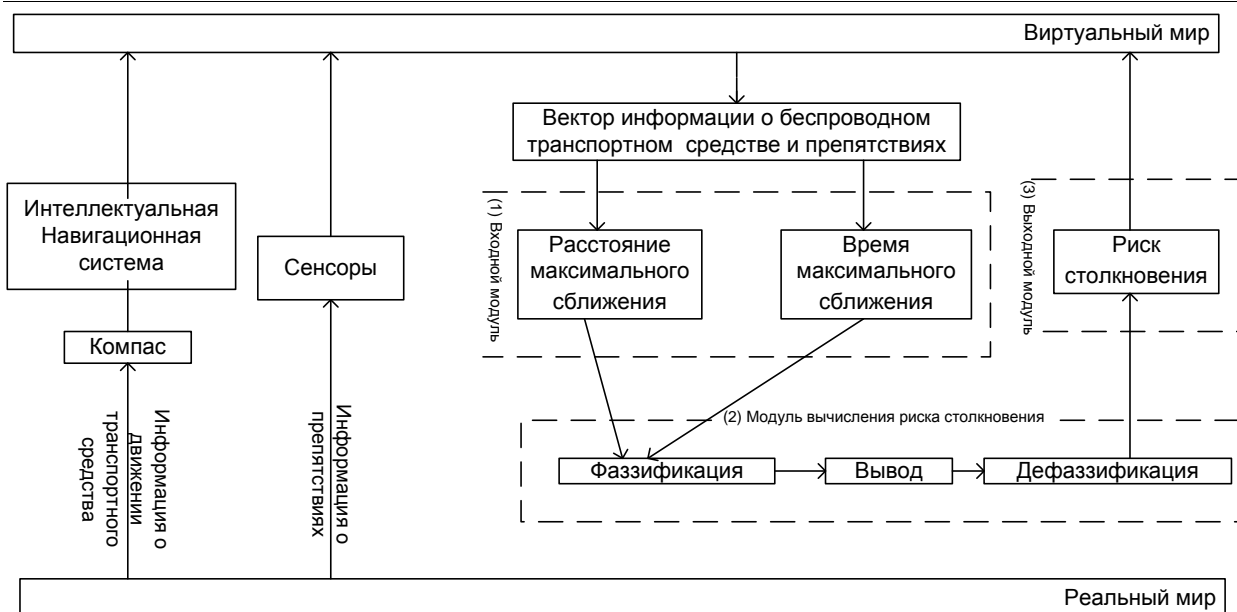 Виртуальный мир
Вектор информации о беспроводном
транспортном средстве и препятствиях
Интеллектуальная
Навигационная
система
Сенсоры
(1) Входной модуль
Расстояние
максимального
сближения
Время
максимального
сближения
(3) Выходной модуль
Риск
столкновения
Компас
Информация о
движении
транспортного
средства
Информация о
препятствиях
(2) Модуль вычисления риска столкновения
Фаззификация
Вывод
Дефаззификация
Реальный мир